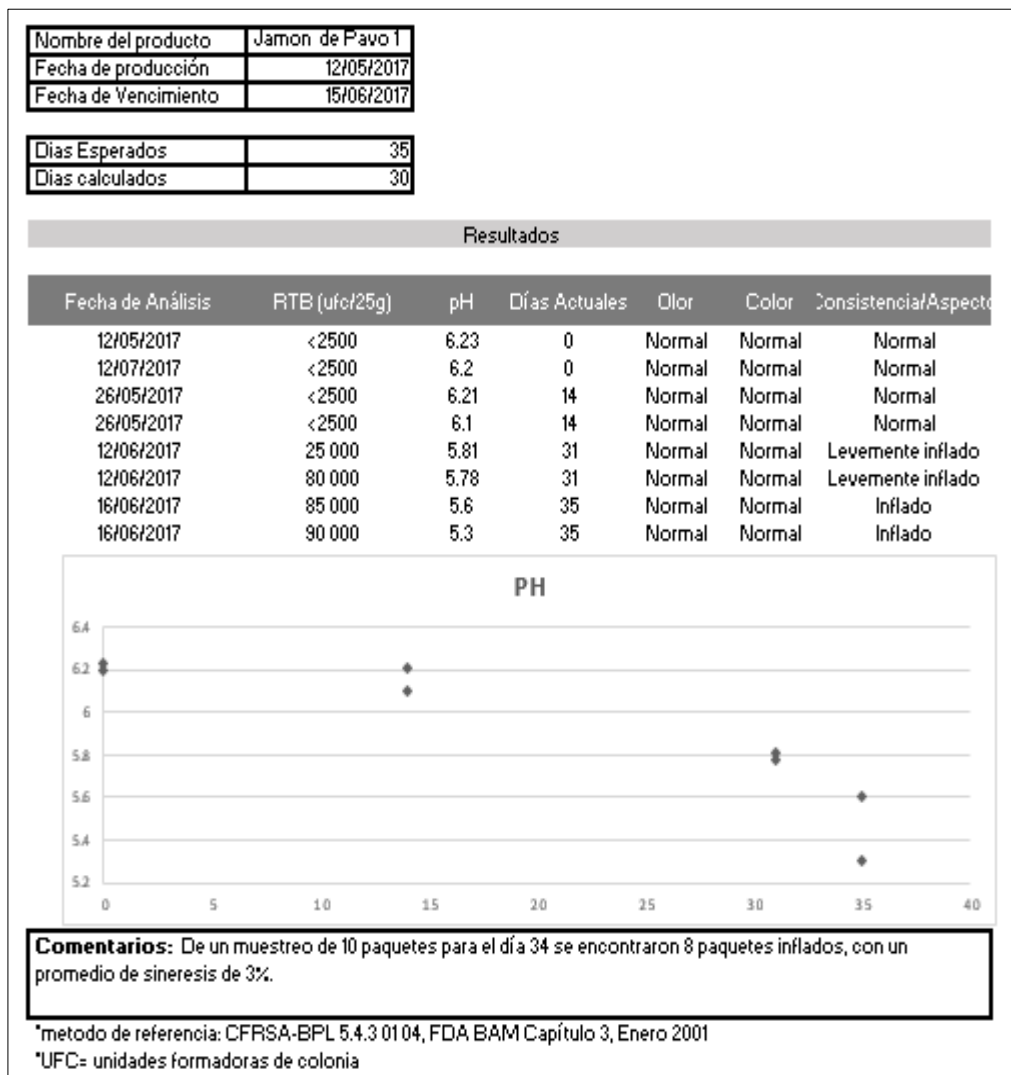 Nombre del producto Jamon de Pavo 1
Fecha de producción 12/05/2017
Fecha de Vencimiento 15/06/2017
Dias Esperados 35
Dias calculados 30
Resultados
Fecha de Análisis RTB (ufc/25g) pH Días Actuales Olor Color Consistencia/Aspecto
12/05/2017 <2500 6.23 0 Normal Normal Normal
12/07/2017 <2500 6.2 0 Normal Normal Normal
26/05/2017 <2500 6.21 14 Normal Normal Normal
26/05/2017 <2500 6.1 14 Normal Normal Normal
12/06/2017 25 000 5.81 31 Normal Normal Levemente inflado
12/06/2017 80 000 5.78 31 Normal Normal Levemente inflado
16/06/2017 85 000 5.6 35 Normal Normal Inflado
16/06/2017 90 000 5.3 35 Normal Normal Inflado
PH
6.4
6.2
6
5.8
5.6
5.4
5.2
0 5 10 15 20 25 30 35 40
Comentarios: De un muestreo de 10 paquetes para el día 34 se encontraron 8 paquetes inflados, con un
promedio de sineresis de 3%.
*metodo de referencia: CFRSA-BPL 5.4.3 01 04, FDA BAM Capítulo 3, Enero 2001
*UFC= unidades formadoras de colonia